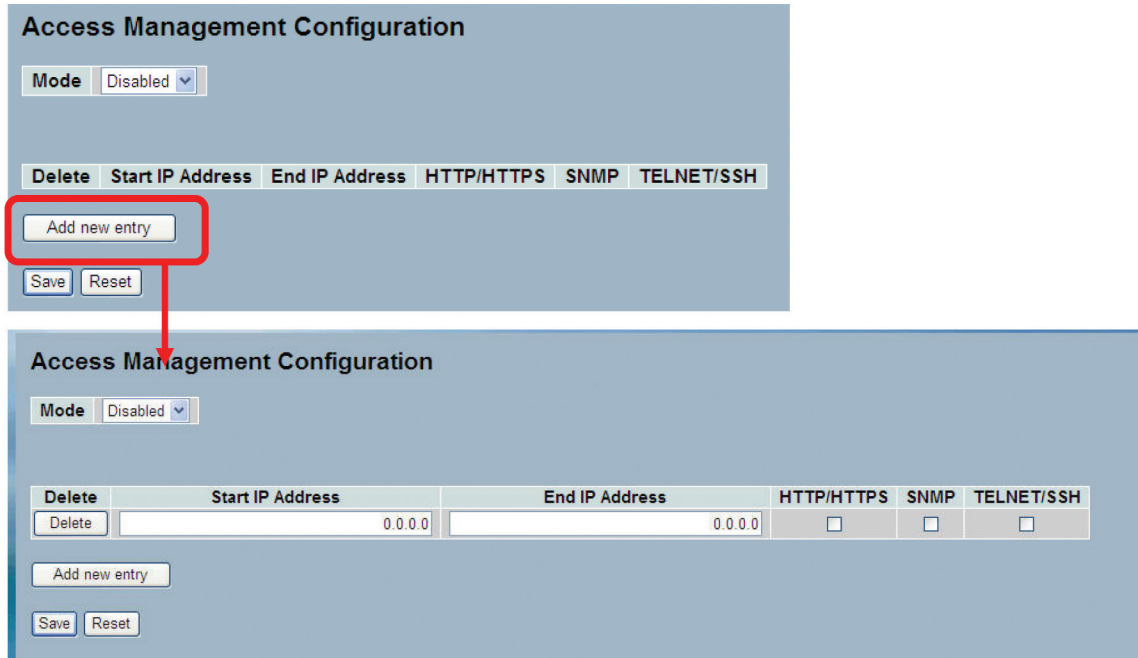 Access Management Configuration
Mode Disabled
Delete Start IP Address End IP Address HTTP/HTTPS SNMP TELNET/SSH
Add new entry
Save Reset
Access Management Configuration
Mode Disabled
Delete Start IP Address End IP Address HTTP/HTTPS SNMP TELNET/SSH
Delete 0.0.0.0 0.0.0.0
Add new entry
Save Reset